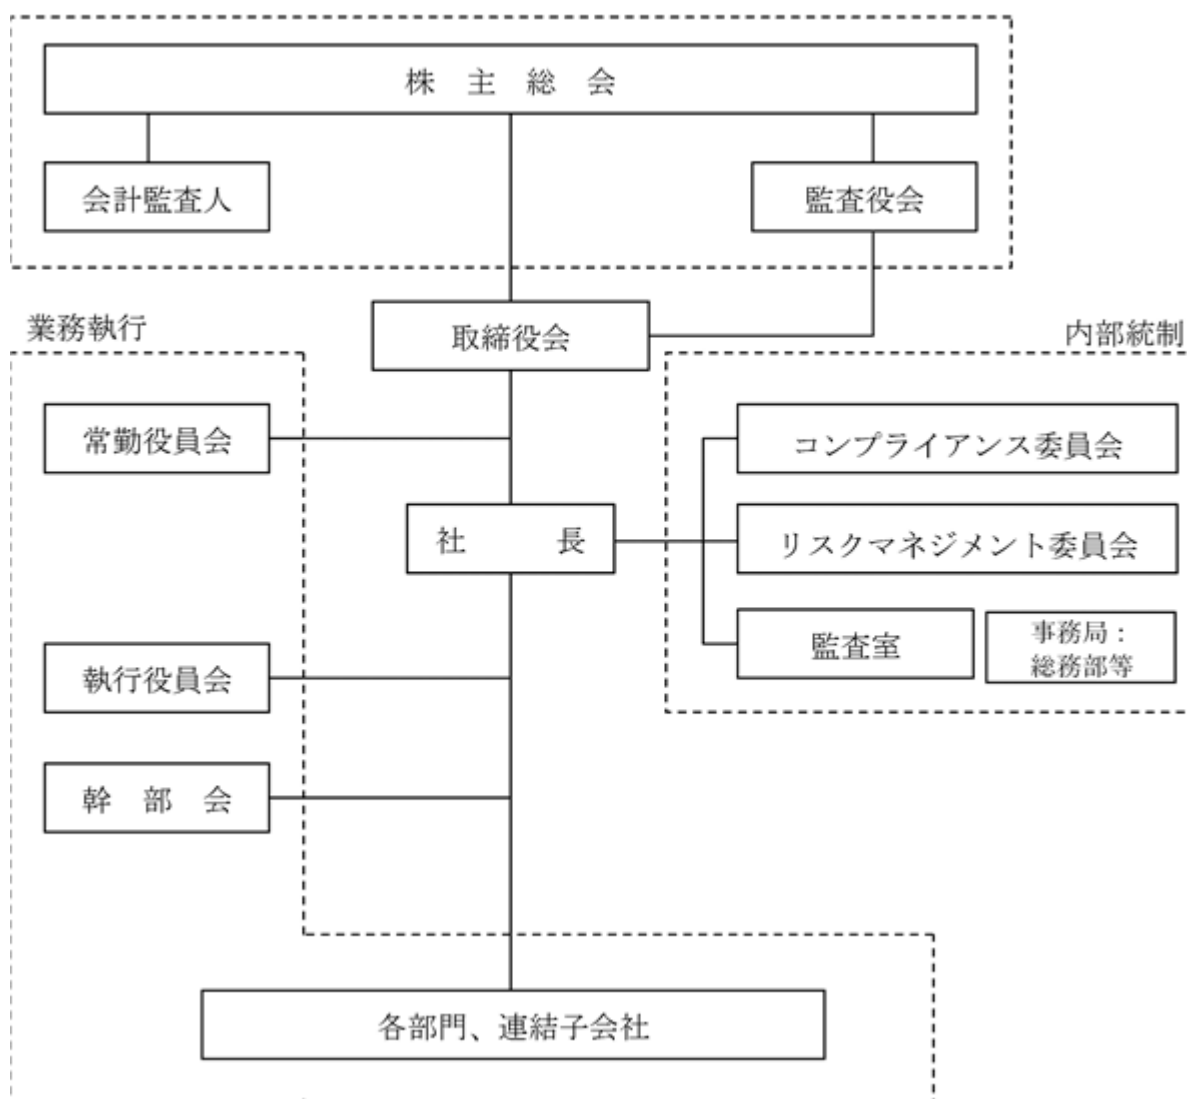 株　主　総　会
会計監査人
監査役会
取締役会
業務執行
内部統制
常勤役員会
コンプライアンス委員会
社　　　長
リスクマネジメント委員会
監査室
事務局：
総務部等
執行役員会
幹　部　会
各部門、連結子会社